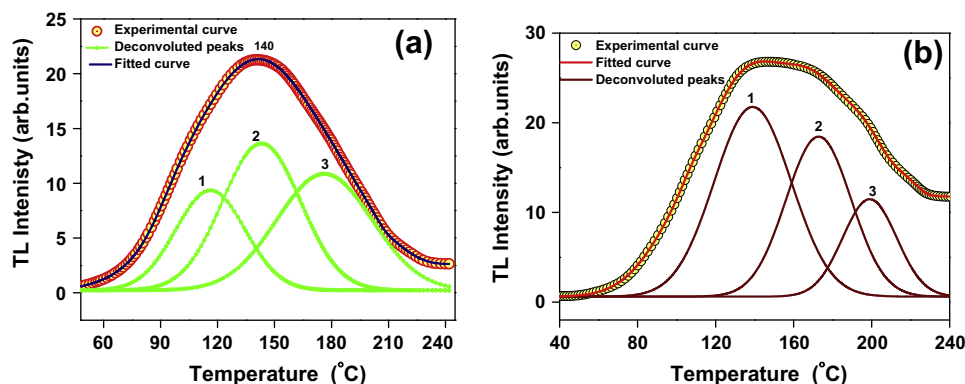 (a)
Experimental curve
Deconvoluted peaks
Fitted curve
140
1
2
3
25
20
15
10
5
0
TL Intenisty (arb.units)
60 90 120 150 180 210 240
Temperature (°C)
(b)
Experimental curve
Fitted curve
Deconvoluted peaks
1
2
3
30
20
10
0
TL Intensity (arb.units)
40 80 120 160 200 240
Temperature (°C)